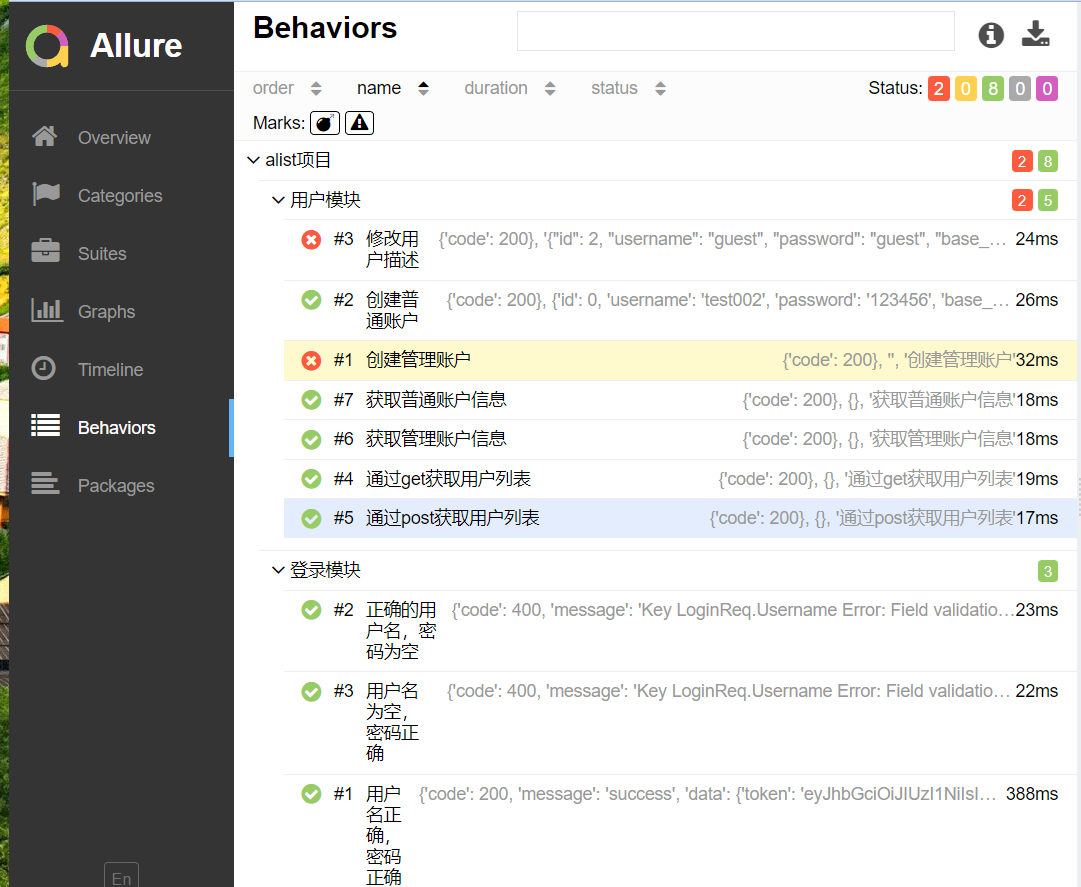 Allure
Overview
Categories
Suites
Graphs
Timeline
Behaviors
Packages
En
Behaviors
order name duration status Status: 2 0 8 0 0
Marks:
alist项目 2 8
用户模块 2 5
#3 修改用 {'code': 200}, '{"id": 2, "username": "guest", "password": "guest", "base_… 24ms
户描述
#2 创建普 {'code': 200}, {'id': 0, 'username': 'test002', 'password': '123456', 'base_… 26ms
通账户
#1 创建管理账户 {'code': 200}, '', '创建管理账户' 32ms
#7 获取普通账户信息 {'code': 200}, {}, '获取普通账户信息' 18ms
#6 获取管理账户信息 {'code': 200}, {}, '获取管理账户信息' 18ms
#4 通过get获取用户列表 {'code': 200}, {}, '通过get获取用户列表' 19ms
#5 通过post获取用户列表 {'code': 200}, {}, '通过post获取用户列表' 17ms
登录模块 3
#2 正确的用 {'code': 400, 'message': 'Key LoginReq.Username Error: Field validatio… 23ms
户名，密
码为空
#3 用户名 {'code': 400, 'message': 'Key LoginReq.Username Error: Field validatio… 22ms
为空，
密码正
确
#1 用户 {'code': 200, 'message': 'success', 'data': {'token': 'eyJhbGciOiJIUzI1NiIsI… 388ms
名正
确，
密码
正确